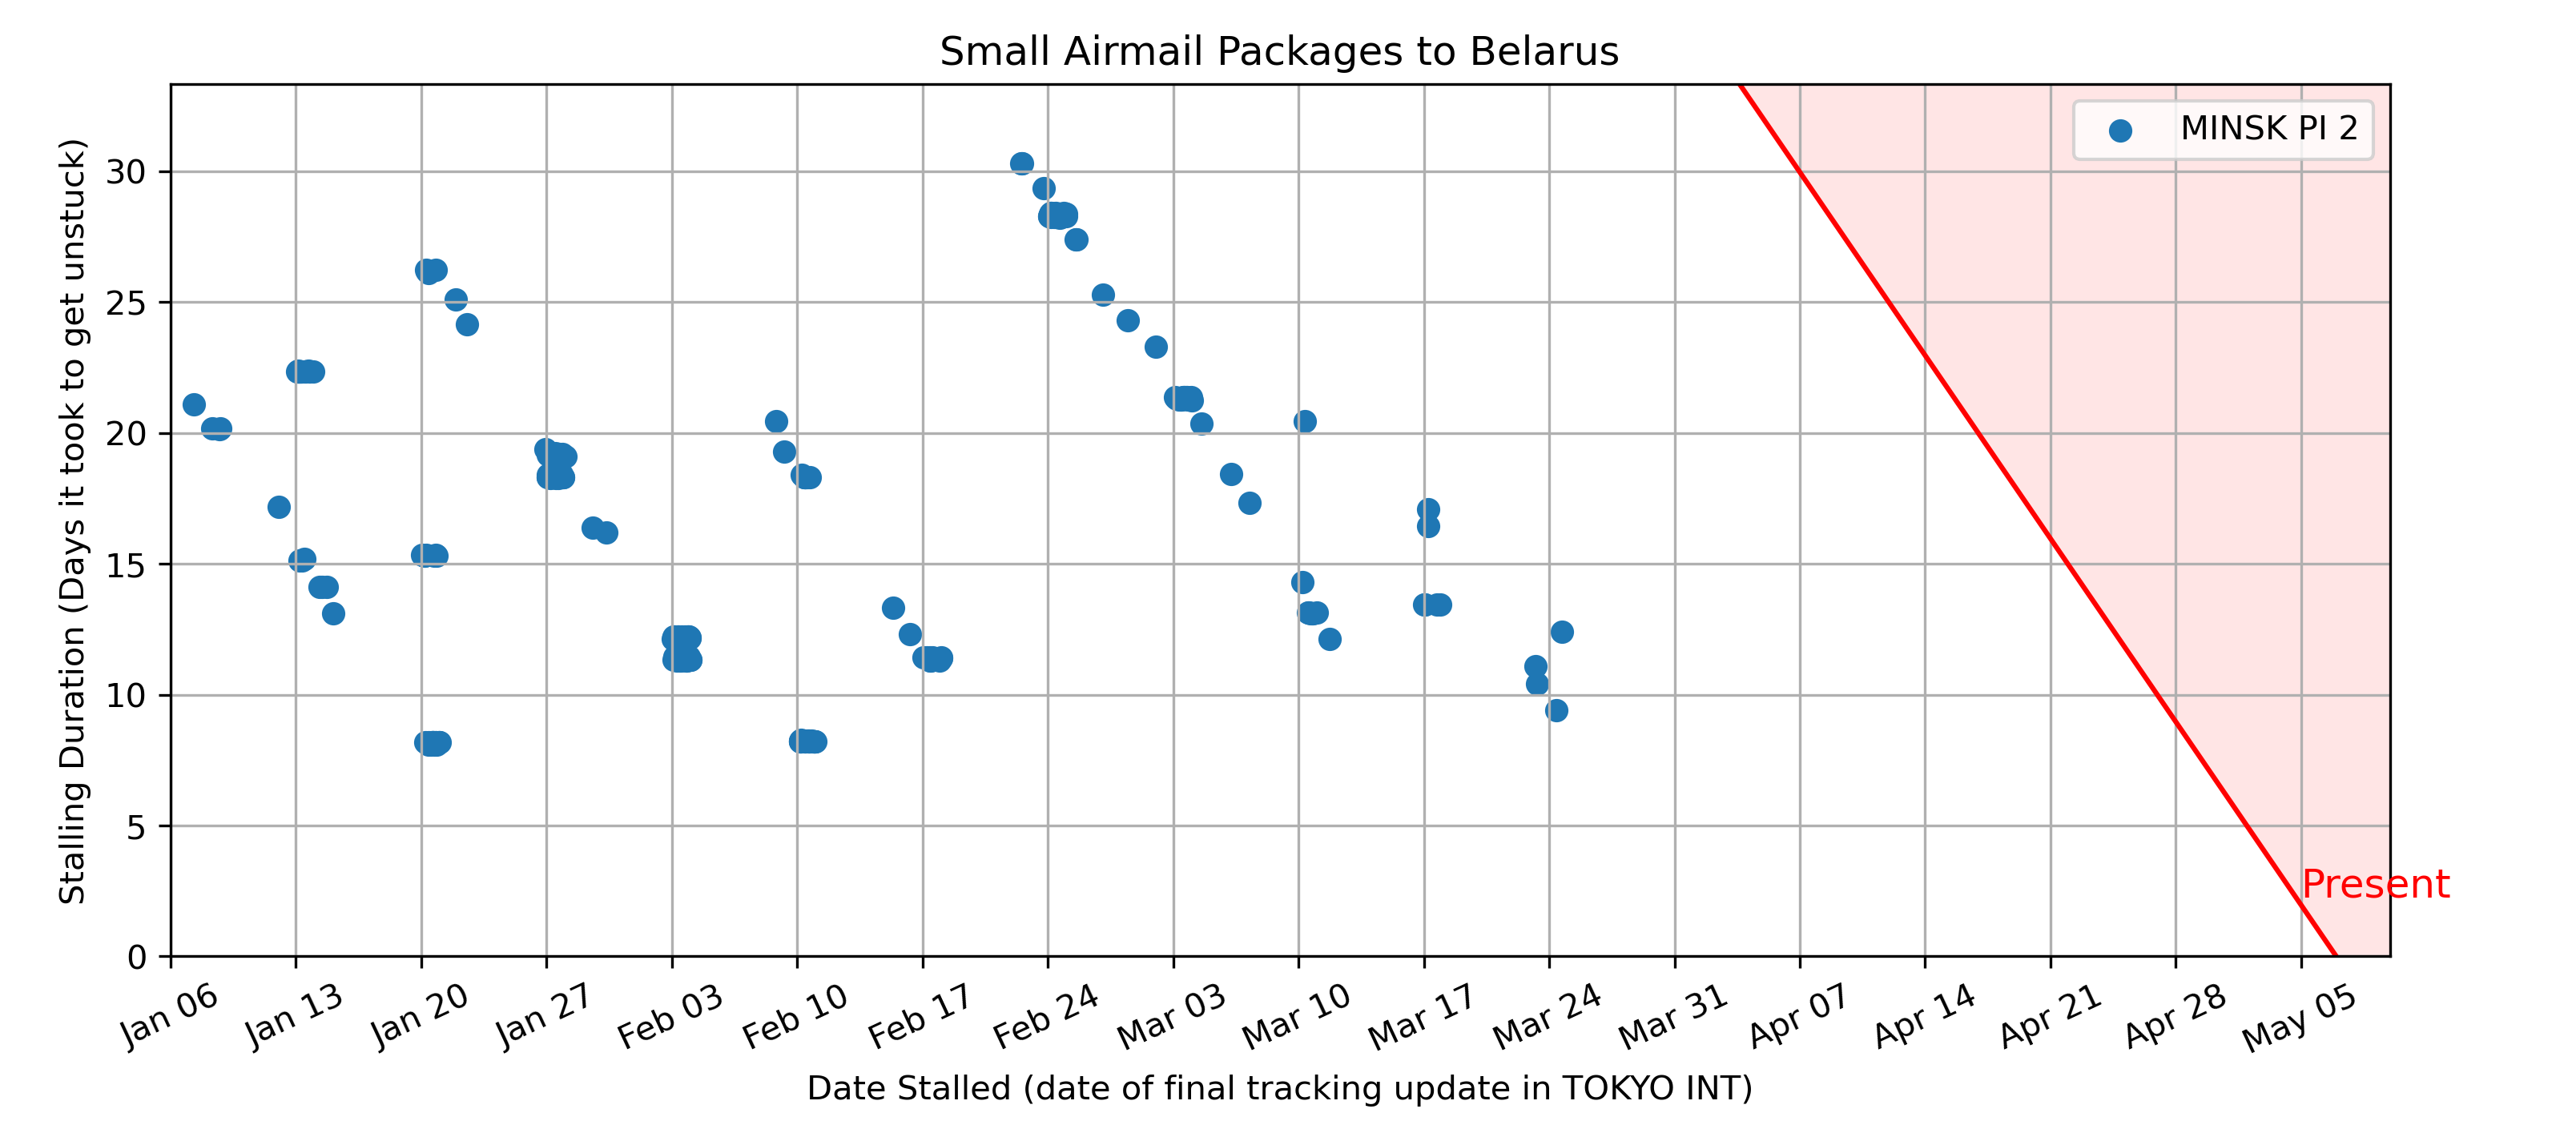 Small Airmail Packages to Belarus
MINSK PI 2
Stalling Duration (Days it took to get unstuck)
30
25
20
15
10
5
0
Present
Jan 06
Jan 13
Jan 20
Jan 27
Feb 03
Feb 10
Feb 17
Feb 24
Mar 03
Mar 10
Mar 17
Mar 24
Mar 31
Apr 07
Apr 14
Apr 21
Apr 28
May 05
Date Stalled (date of final tracking update in TOKYO INT)